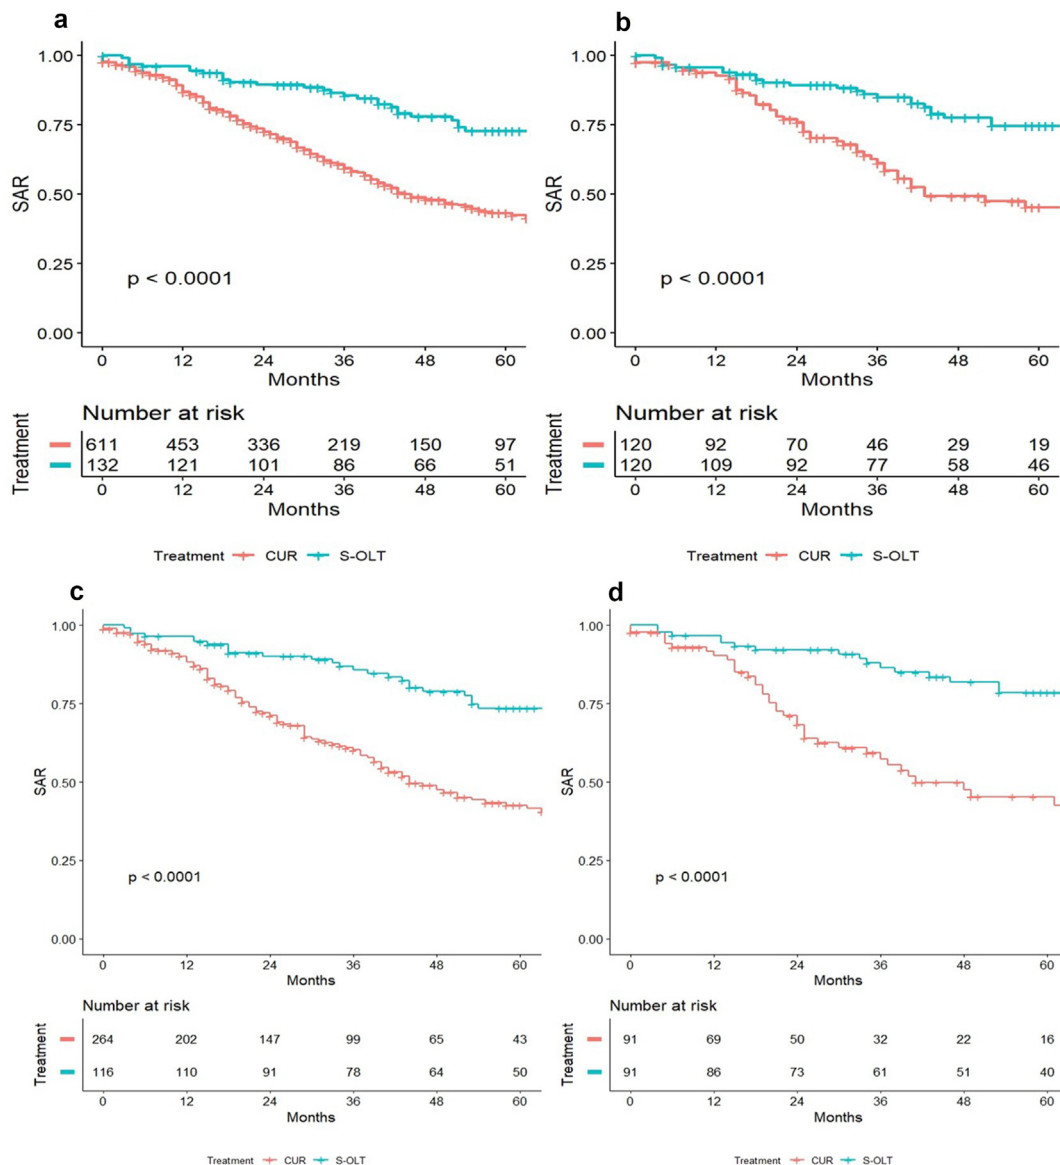 a
1.00
0.75
0.50
0.25
0.00
SAR
p < 0.0001
0 12 24 36 48 60
Months
Number at risk
Treatment
611 453 336 219 150 97
132 121 101 86 66 51
0 12 24 36 48 60
Months
b
1.00
0.75
0.50
0.25
0.00
SAR
p < 0.0001
0 12 24 36 48 60
Months
Number at risk
Treatment
120 92 70 46 29 19
120 109 92 77 58 46
0 12 24 36 48 60
Months
Treatment CUR S-OLT
Treatment CUR S-OLT
c
1.00
0.75
0.50
0.25
0.00
SAR
p < 0.0001
0 12 24 36 48 60
Months
Number at risk
Treatment
264 202 147 99 65 43
116 110 91 78 64 50
0 12 24 36 48 60
Months
Treatment CUR S-OLT
d
1.00
0.75
0.50
0.25
0.00
SAR
p < 0.0001
0 12 24 36 48 60
Months
Number at risk
Treatment
91 69 50 32 22 16
91 86 73 61 51 40
0 12 24 36 48 60
Months
Treatment CUR S-OLT